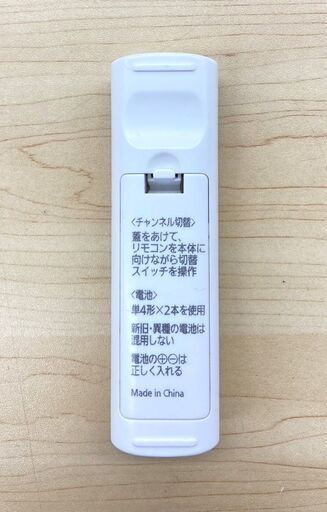 〈チャンネル切替〉
蓋をあけて、
リモコンを本体に
向けながら切替
スイッチを操作
〈電池〉
単4形×2本を使用
新旧・異種の電池は
混用しない
電池の⊕⊖は
正しく入れる
Made in China